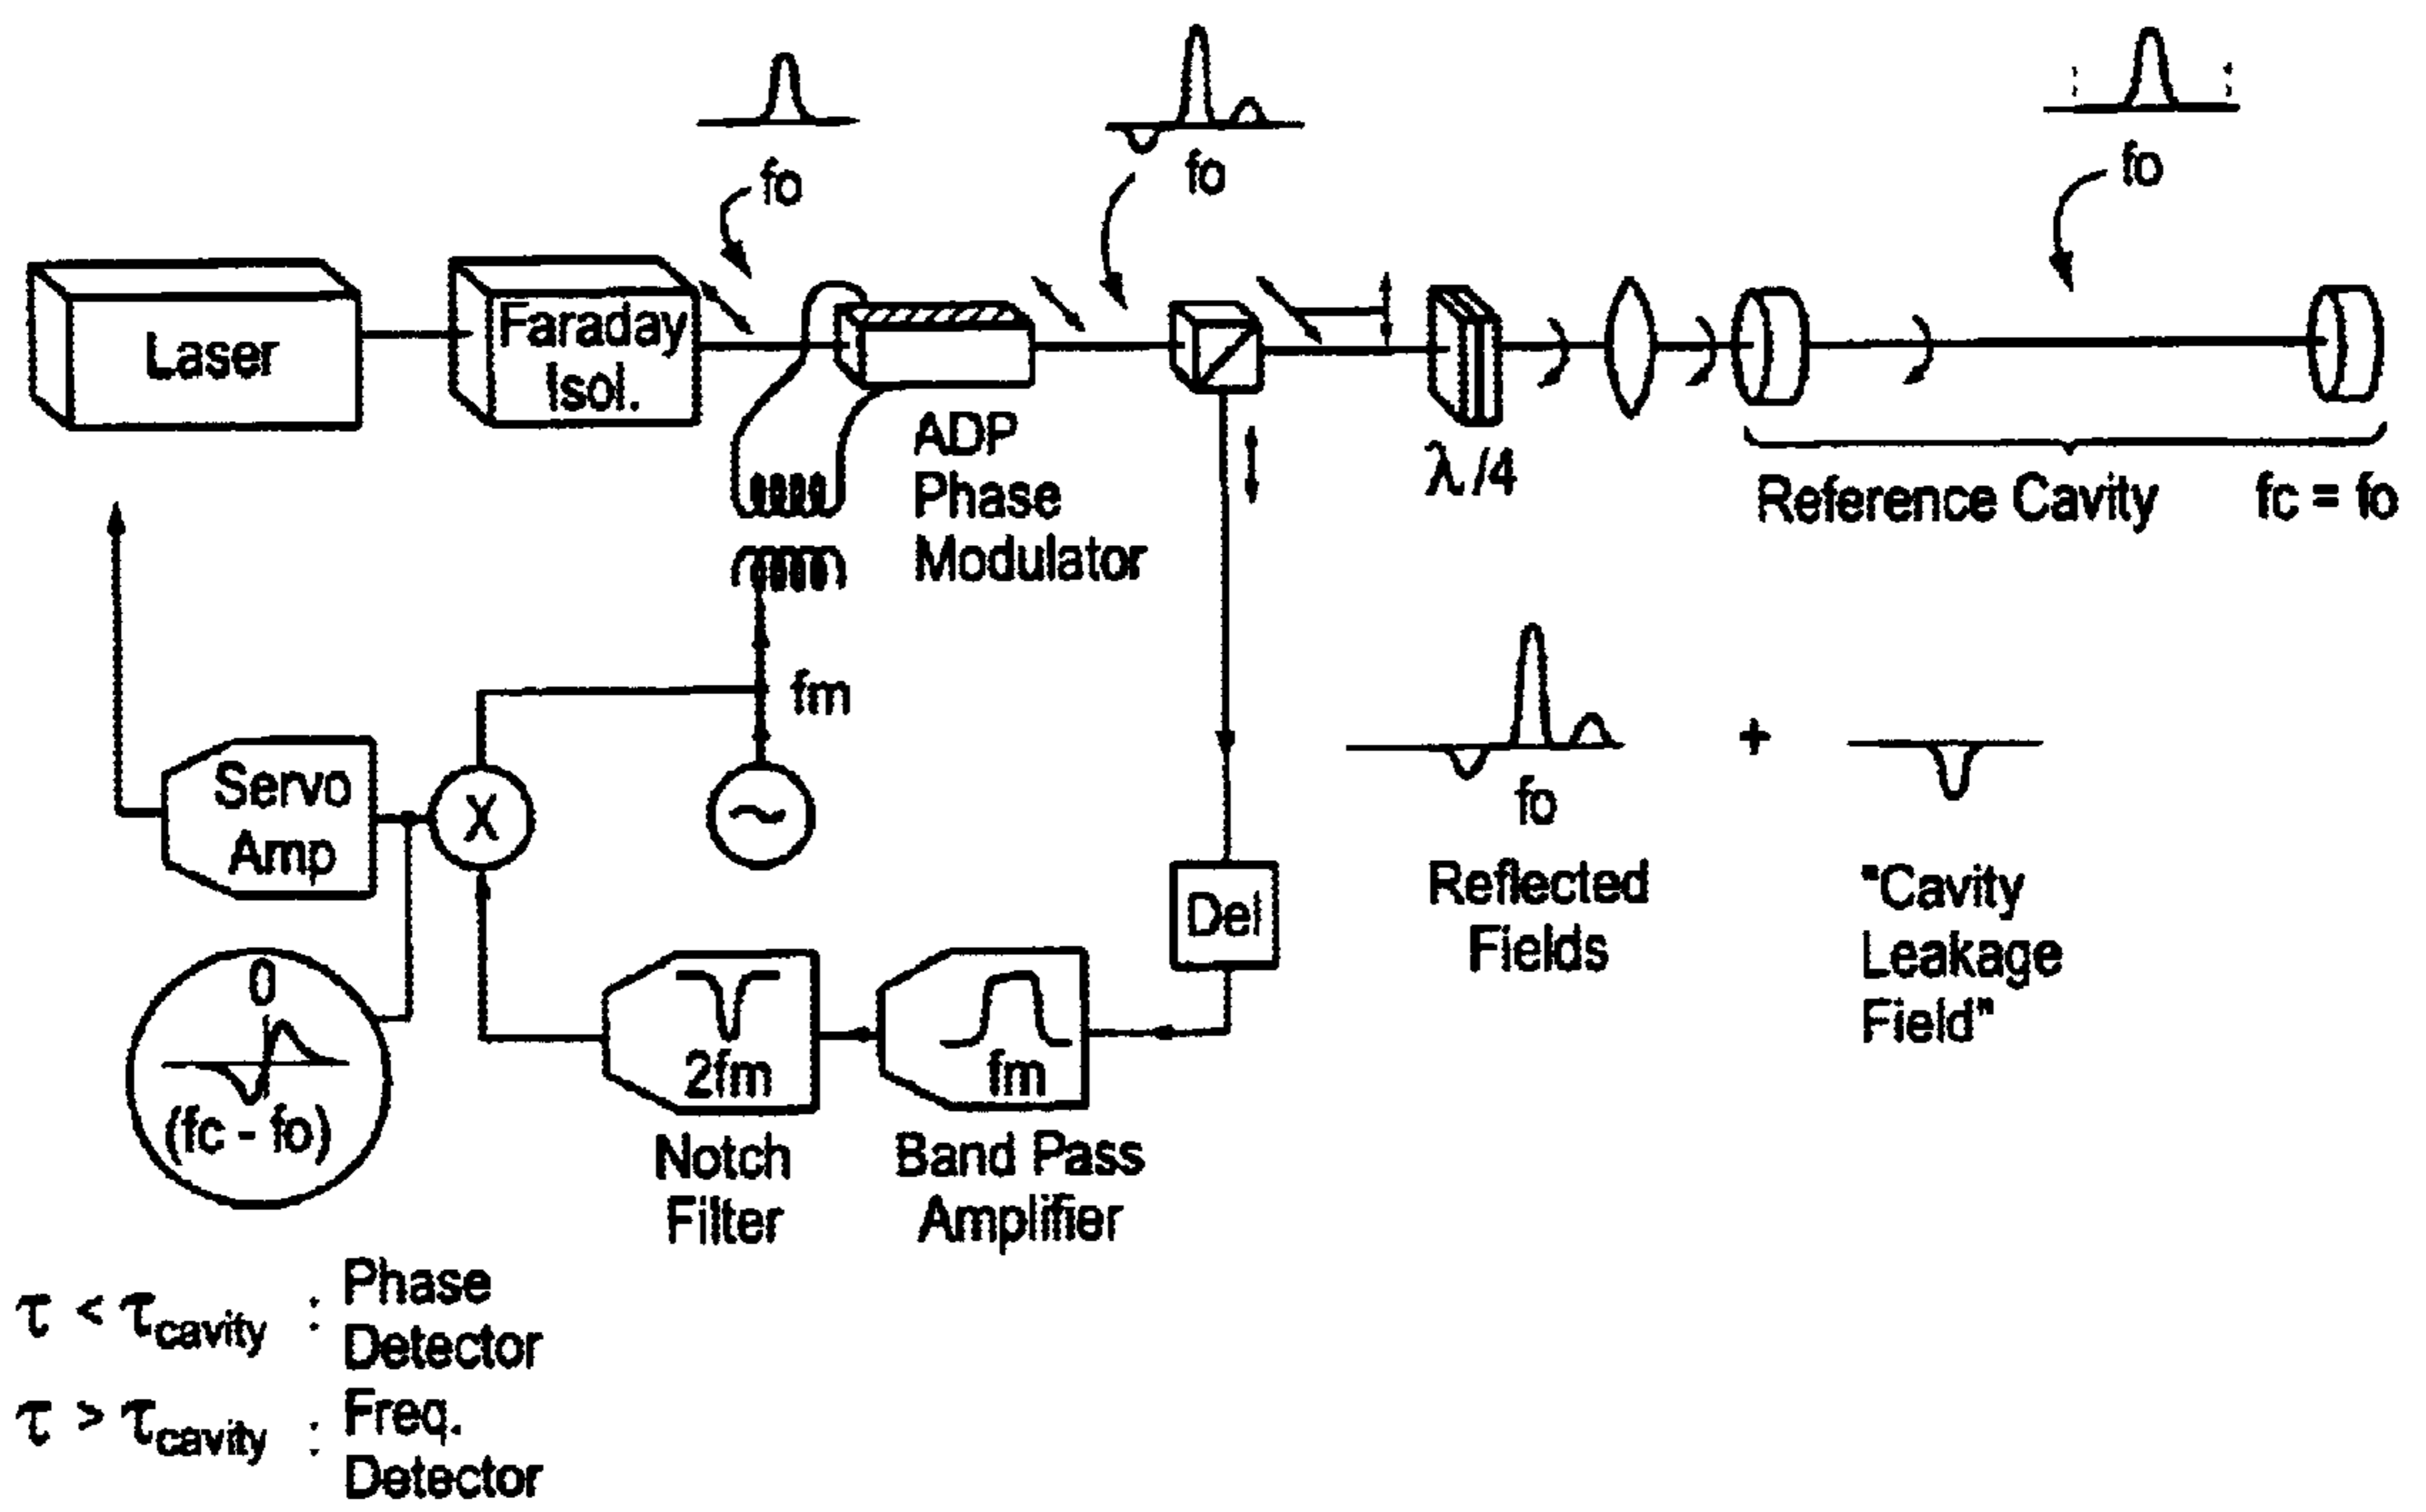 fo
fo
fo
Laser
Faraday
Isol.
ADP
Phase
Modulator
λ/4
Reference Cavity
fc = fo
fm
Servo
Amp
X
~
fo
+
Reflected
Fields
"Cavity
Leakage
Field"
Del
0
(fc - fo)
2fm
fm
Notch
Filter
Band Pass
Amplifier
τ < τcavity : Phase
Detector
τ > τcavity : Freq.
Detector